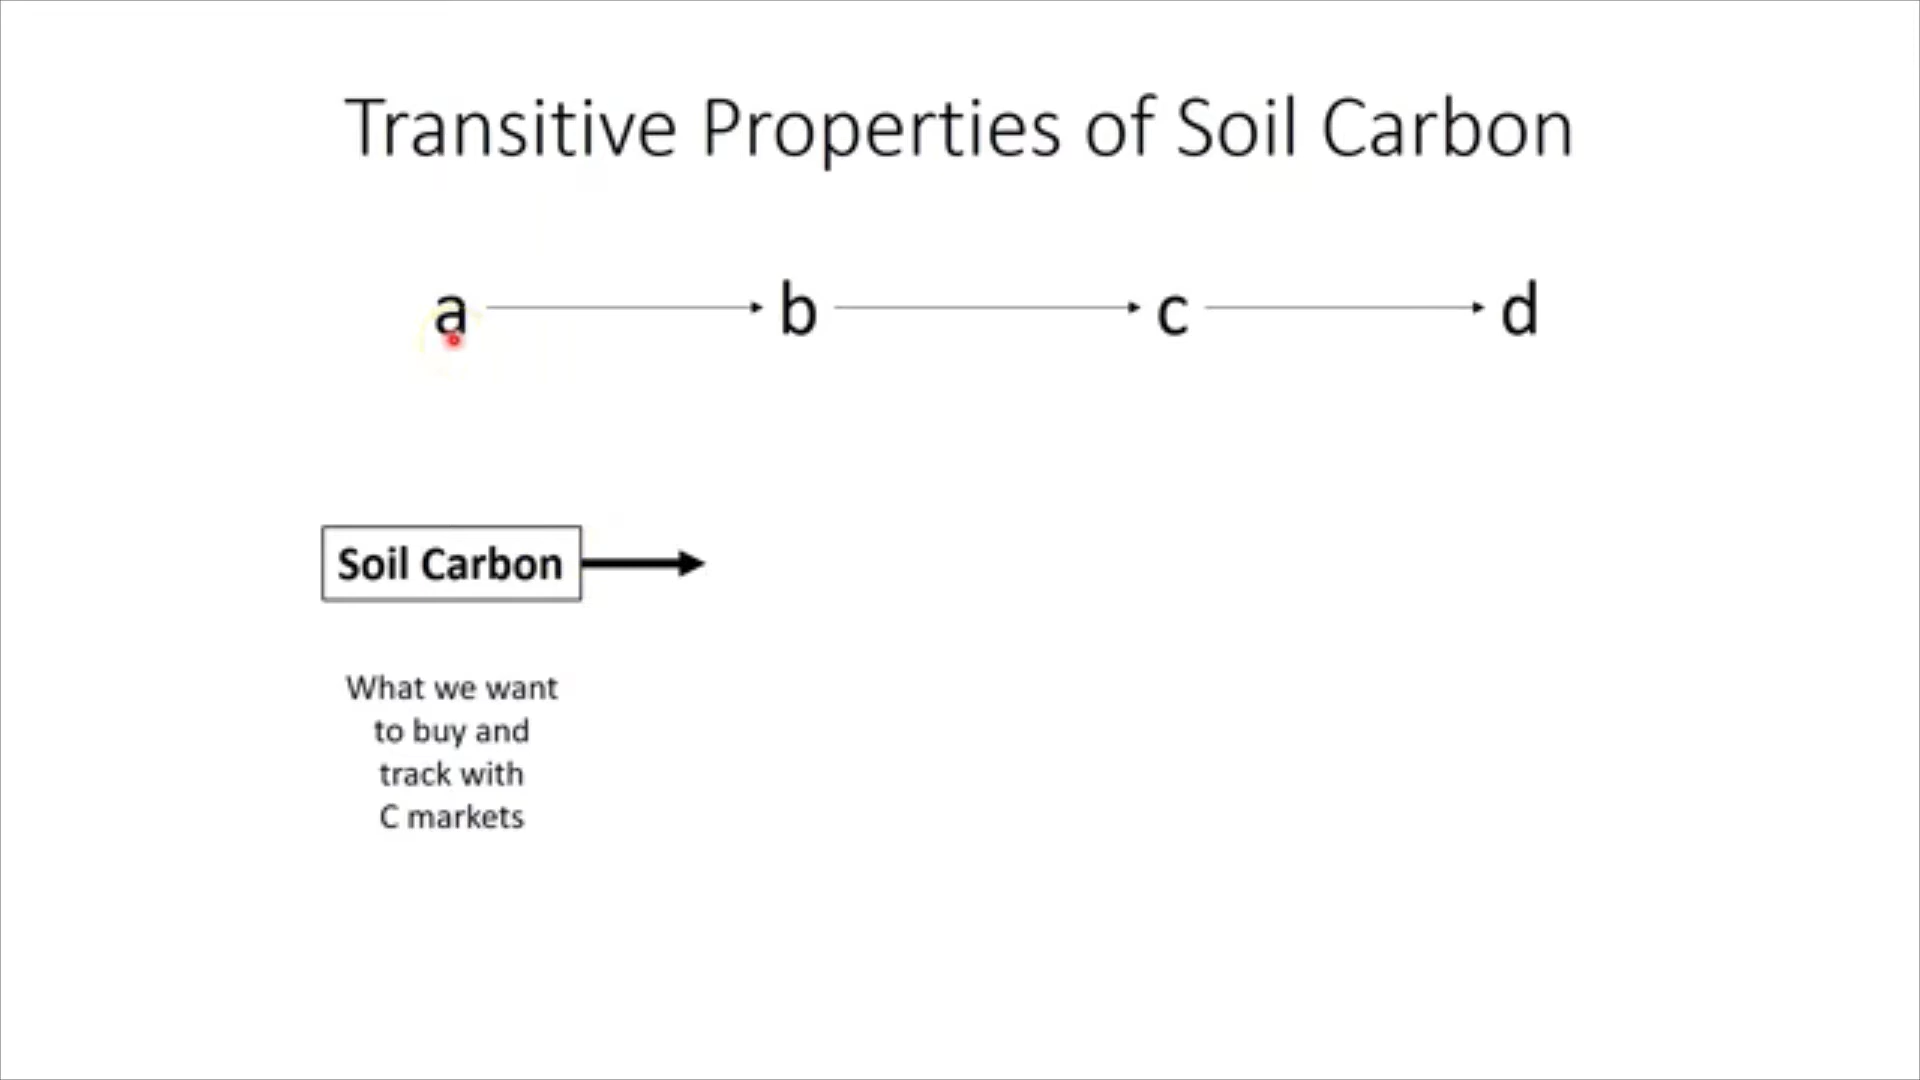 Transitive Properties of Soil Carbon
a b c d
Soil Carbon
What we want
to buy and
track with
C markets